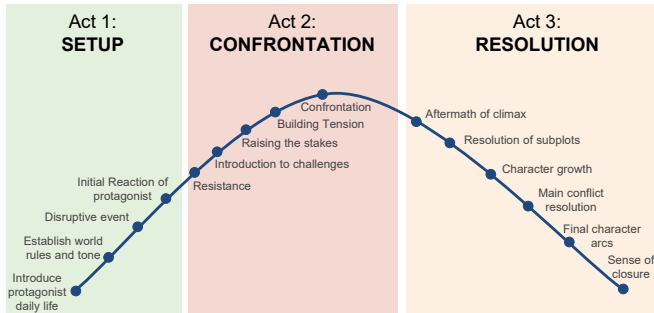 Act 1:
SETUP
Act 2:
CONFRONTATION
Act 3:
RESOLUTION
Introduce
protagonist
daily life
Establish world
rules and tone
Disruptive event
Initial Reaction of
protagonist
Resistance
Introduction to challenges
Raising the stakes
Building Tension
Confrontation
Aftermath of climax
Resolution of subplots
Character growth
Main conflict
resolution
Final character
arcs
Sense of
closure